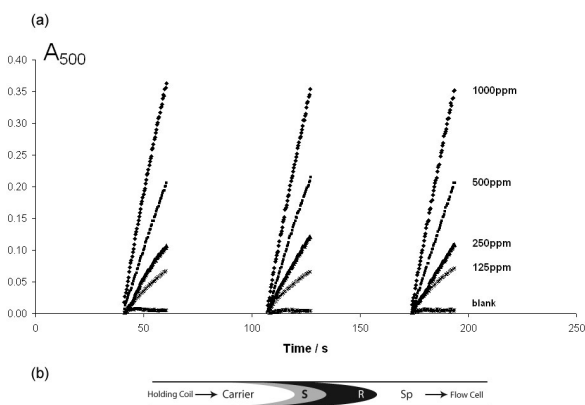 (a)
A500
0.40
0.35
0.30
0.25
0.20
0.15
0.10
0.05
0.00
1000ppm
500ppm
250ppm
125ppm
blank
0 50 100 150 200 250
Time / s
(b)
Holding Coil → Carrier S R Sp → Flow Cell